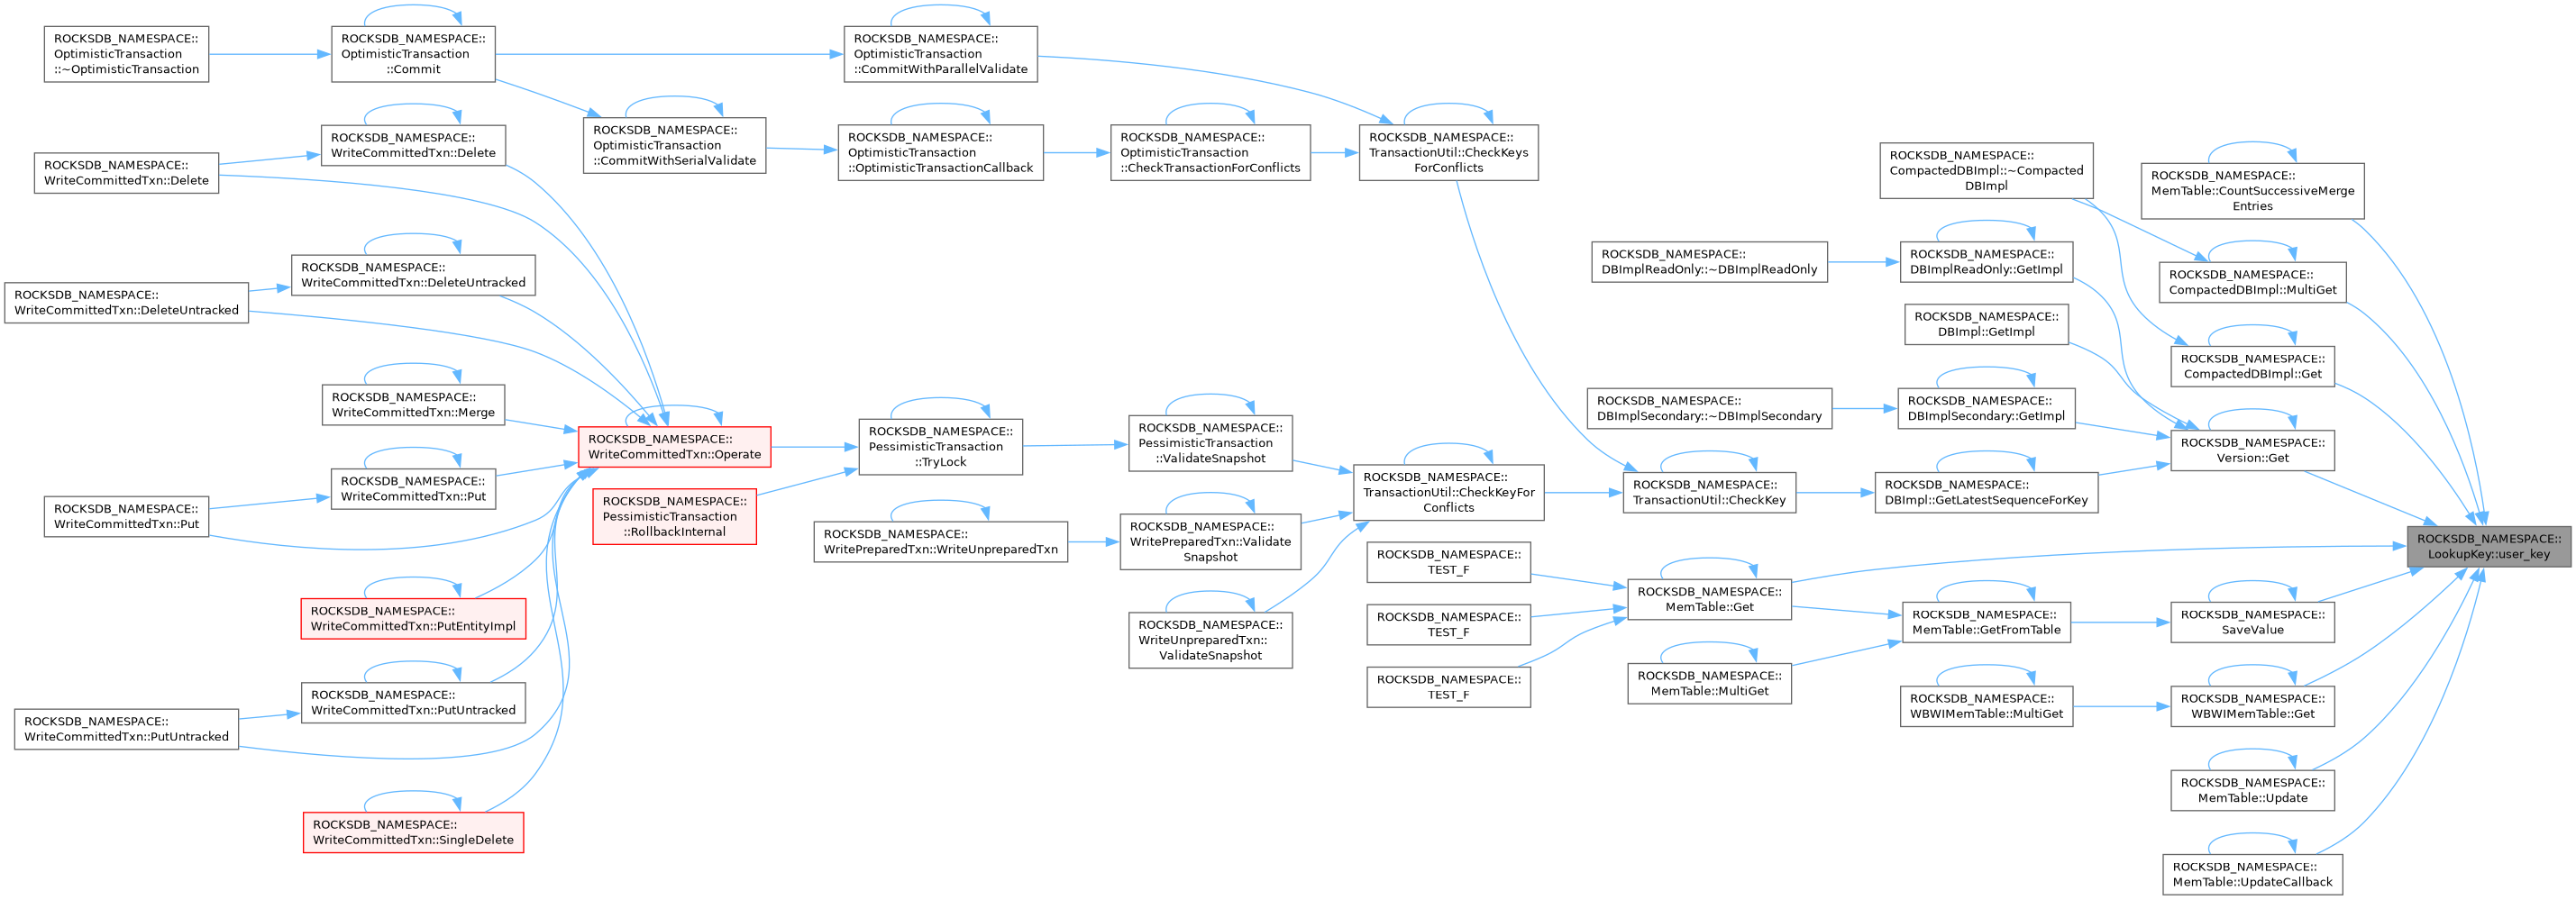 ROCKSDB_NAMESPACE::
OptimisticTransaction
::~OptimisticTransaction
ROCKSDB_NAMESPACE::
OptimisticTransaction
::Commit
ROCKSDB_NAMESPACE::
OptimisticTransaction
::CommitWithParallelValidate
ROCKSDB_NAMESPACE::
WriteCommittedTxn::Delete
ROCKSDB_NAMESPACE::
WriteCommittedTxn::Delete
ROCKSDB_NAMESPACE::
OptimisticTransaction
::CommitWithSerialValidate
ROCKSDB_NAMESPACE::
OptimisticTransaction
::OptimisticTransactionCallback
ROCKSDB_NAMESPACE::
OptimisticTransaction
::CheckTransactionForConflicts
ROCKSDB_NAMESPACE::
TransactionUtil::CheckKeys
ForConflicts
ROCKSDB_NAMESPACE::
CompactedDBImpl::~Compacted
DBImpl
ROCKSDB_NAMESPACE::
MemTable::CountSuccessiveMerge
Entries
ROCKSDB_NAMESPACE::
WriteCommittedTxn::DeleteUntracked
ROCKSDB_NAMESPACE::
WriteCommittedTxn::DeleteUntracked
ROCKSDB_NAMESPACE::
DBImplReadOnly::~DBImplReadOnly
ROCKSDB_NAMESPACE::
DBImplReadOnly::GetImpl
ROCKSDB_NAMESPACE::
CompactedDBImpl::MultiGet
ROCKSDB_NAMESPACE::
DBImpl::GetImpl
ROCKSDB_NAMESPACE::
CompactedDBImpl::Get
ROCKSDB_NAMESPACE::
WriteCommittedTxn::Merge
ROCKSDB_NAMESPACE::
DBImplSecondary::~DBImplSecondary
ROCKSDB_NAMESPACE::
DBImplSecondary::GetImpl
ROCKSDB_NAMESPACE::
Version::Get
ROCKSDB_NAMESPACE::
WriteCommittedTxn::Operate
ROCKSDB_NAMESPACE::
PessimisticTransaction
::TryLock
ROCKSDB_NAMESPACE::
PessimisticTransaction
::ValidateSnapshot
ROCKSDB_NAMESPACE::
WriteCommittedTxn::Put
ROCKSDB_NAMESPACE::
WriteCommittedTxn::Put
ROCKSDB_NAMESPACE::
PessimisticTransaction
::RollbackInternal
ROCKSDB_NAMESPACE::
WritePreparedTxn::WriteUnpreparedTxn
ROCKSDB_NAMESPACE::
WritePreparedTxn::Validate
Snapshot
ROCKSDB_NAMESPACE::
TransactionUtil::CheckKeyFor
Conflicts
ROCKSDB_NAMESPACE::
TransactionUtil::CheckKey
ROCKSDB_NAMESPACE::
DBImpl::GetLatestSequenceForKey
ROCKSDB_NAMESPACE::
LookupKey::user_key
ROCKSDB_NAMESPACE::
TEST_F
ROCKSDB_NAMESPACE::
TEST_F
ROCKSDB_NAMESPACE::
TEST_F
ROCKSDB_NAMESPACE::
MemTable::Get
ROCKSDB_NAMESPACE::
MemTable::GetFromTable
ROCKSDB_NAMESPACE::
SaveValue
ROCKSDB_NAMESPACE::
WriteCommittedTxn::PutEntityImpl
ROCKSDB_NAMESPACE::
WriteUnpreparedTxn::
ValidateSnapshot
ROCKSDB_NAMESPACE::
MemTable::MultiGet
ROCKSDB_NAMESPACE::
WBWIMemTable::MultiGet
ROCKSDB_NAMESPACE::
WBWIMemTable::Get
ROCKSDB_NAMESPACE::
WriteCommittedTxn::PutUntracked
ROCKSDB_NAMESPACE::
WriteCommittedTxn::PutUntracked
ROCKSDB_NAMESPACE::
MemTable::Update
ROCKSDB_NAMESPACE::
WriteCommittedTxn::SingleDelete
ROCKSDB_NAMESPACE::
MemTable::UpdateCallback